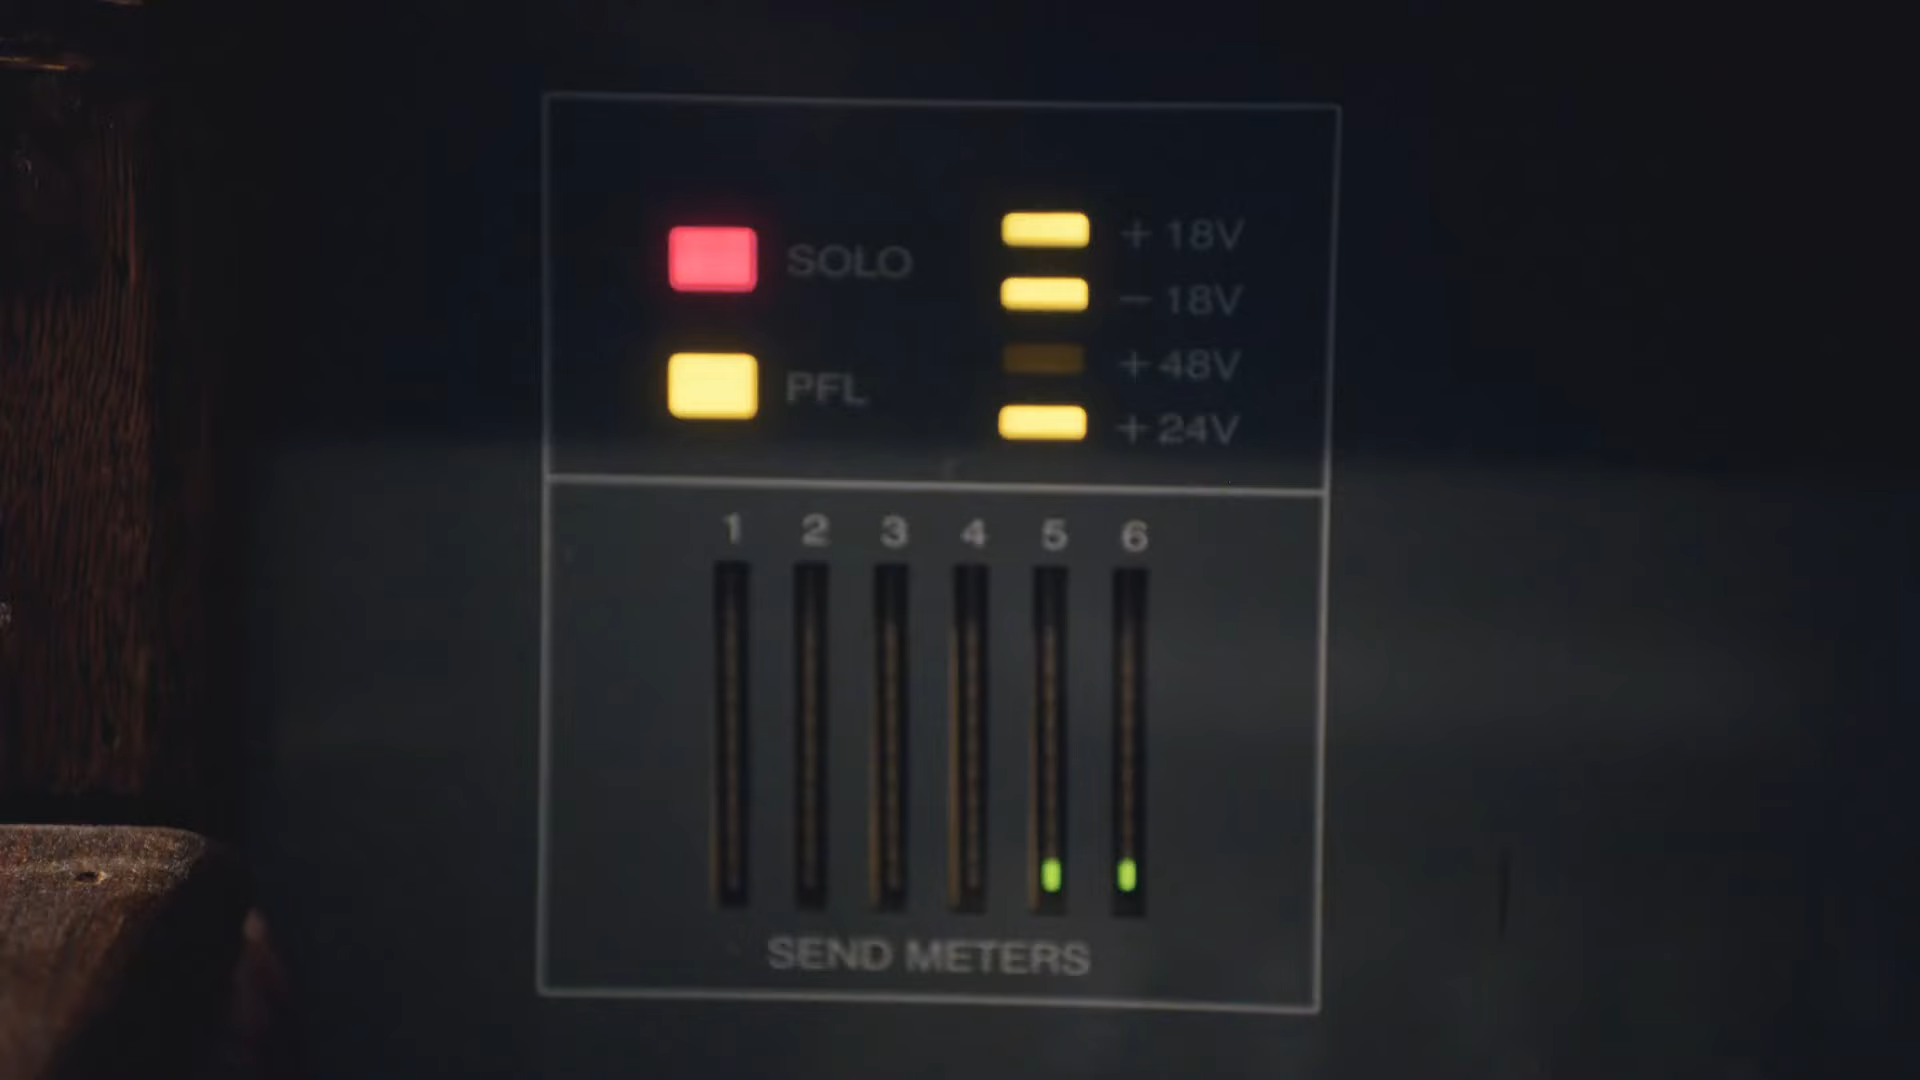 SOLO
PFL
+18V
−18V
+48V
+24V
1 2 3 4 5 6
SEND METERS